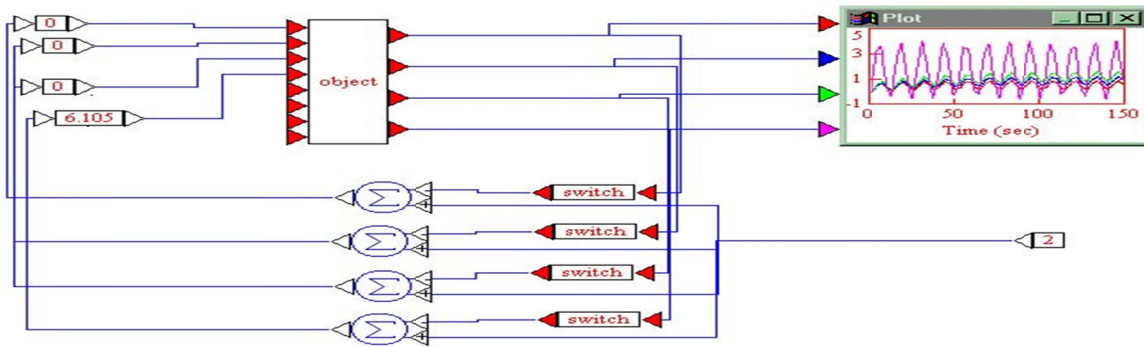 0
0
0
6.105
object
Plot
5
3
1
-1
0
50
100
150
Time (sec)
Σ
switch
Σ
switch
2
Σ
switch
Σ
switch